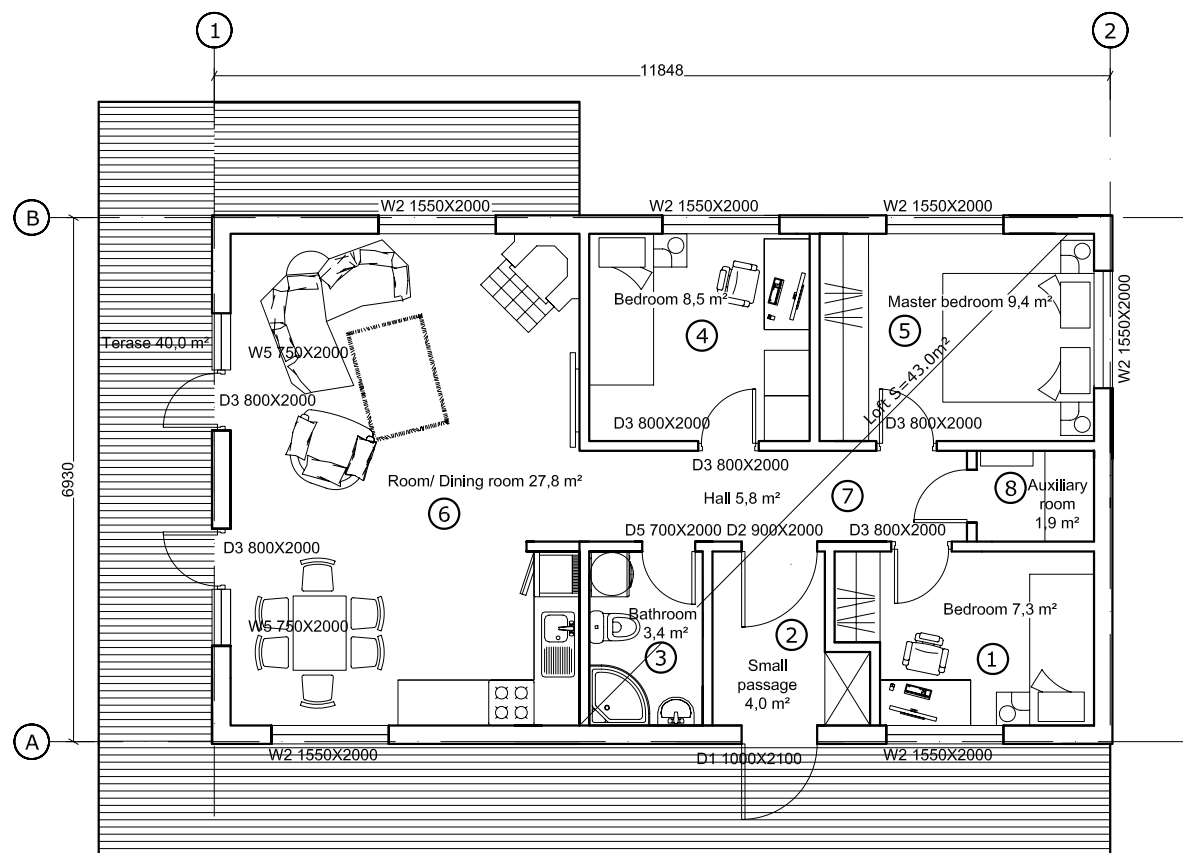 1
2
11848
B
W2 1550X2000
W2 1550X2000
W2 1550X2000
Bedroom 8,5 m²
Master bedroom 9,4 m²
4
5
W2 1550X2000
Terase 40,0 m²
W5 750X2000
Loft S=43.0m²
D3 800X2000
D3 800X2000
D3 800X2000
D3 800X2000
6930
Room/ Dining room 27,8 m²
6
Hall 5,8 m²
7
8
Auxiliary
room
1,9 m²
D5 700X2000
D2 900X2000
D3 800X2000
D3 800X2000
W5 750X2000
Bathroom
3,4 m²
3
2
Small
passage
4,0 m²
Bedroom 7,3 m²
1
A
W2 1550X2000
D1 1000X2100
W2 1550X2000